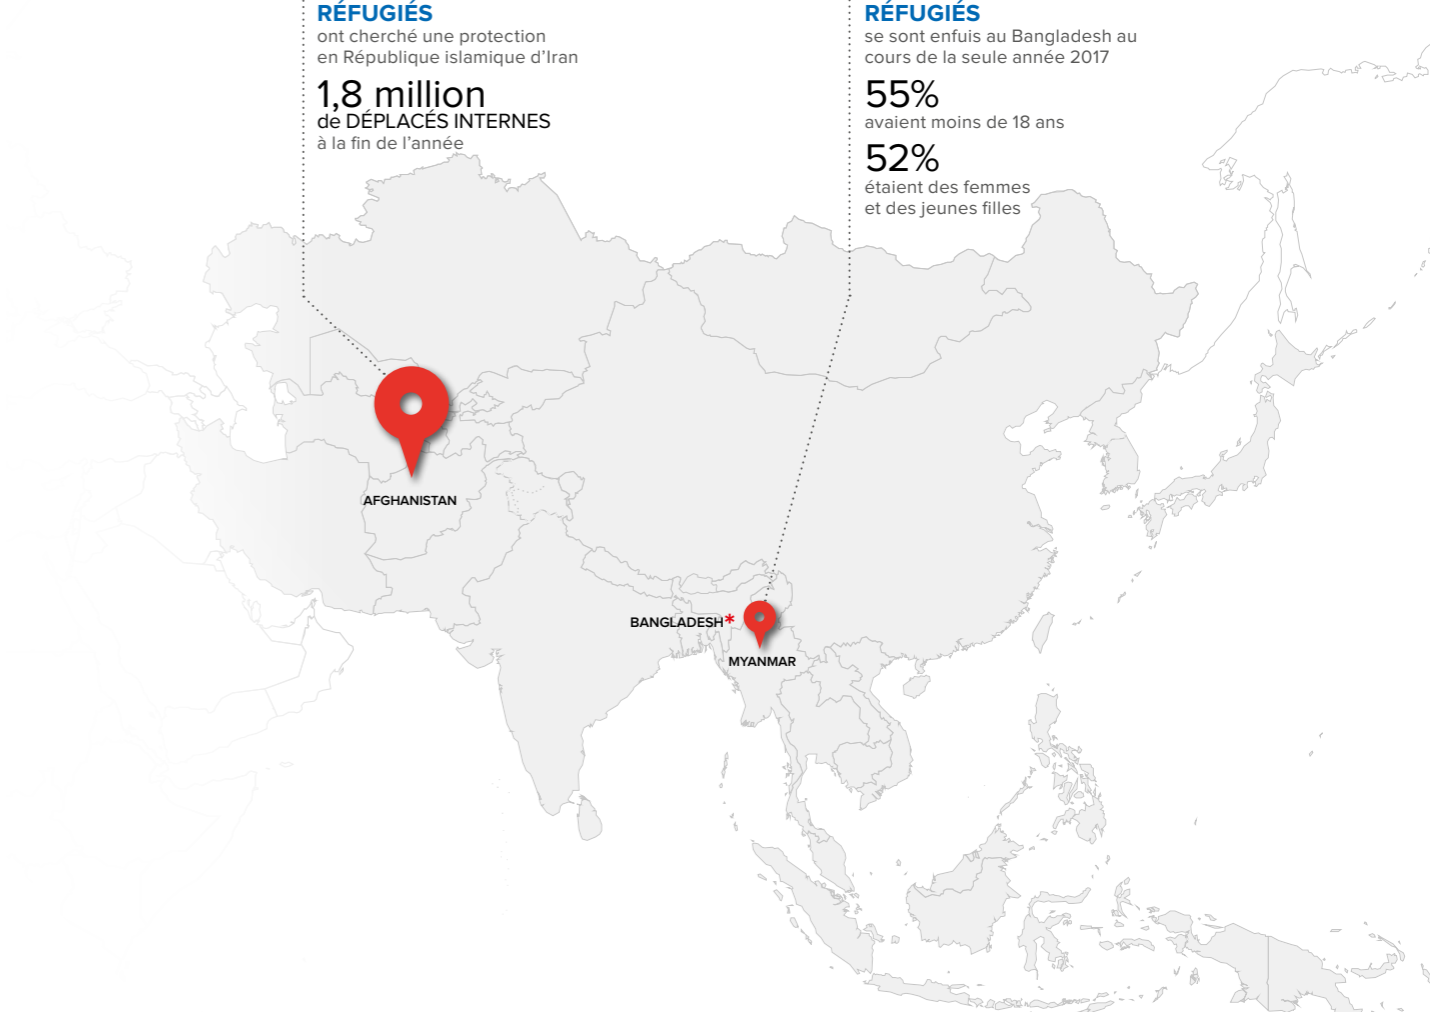 RÉFUGIÉS
ont cherché une protection
en République islamique d’Iran
1,8 million
de DÉPLACÉS INTERNES
à la fin de l’année
RÉFUGIÉS
se sont enfuis au Bangladesh au
cours de la seule année 2017
55%
avaient moins de 18 ans
52%
étaient des femmes
et des jeunes filles
AFGHANISTAN
BANGLADESH*
MYANMAR